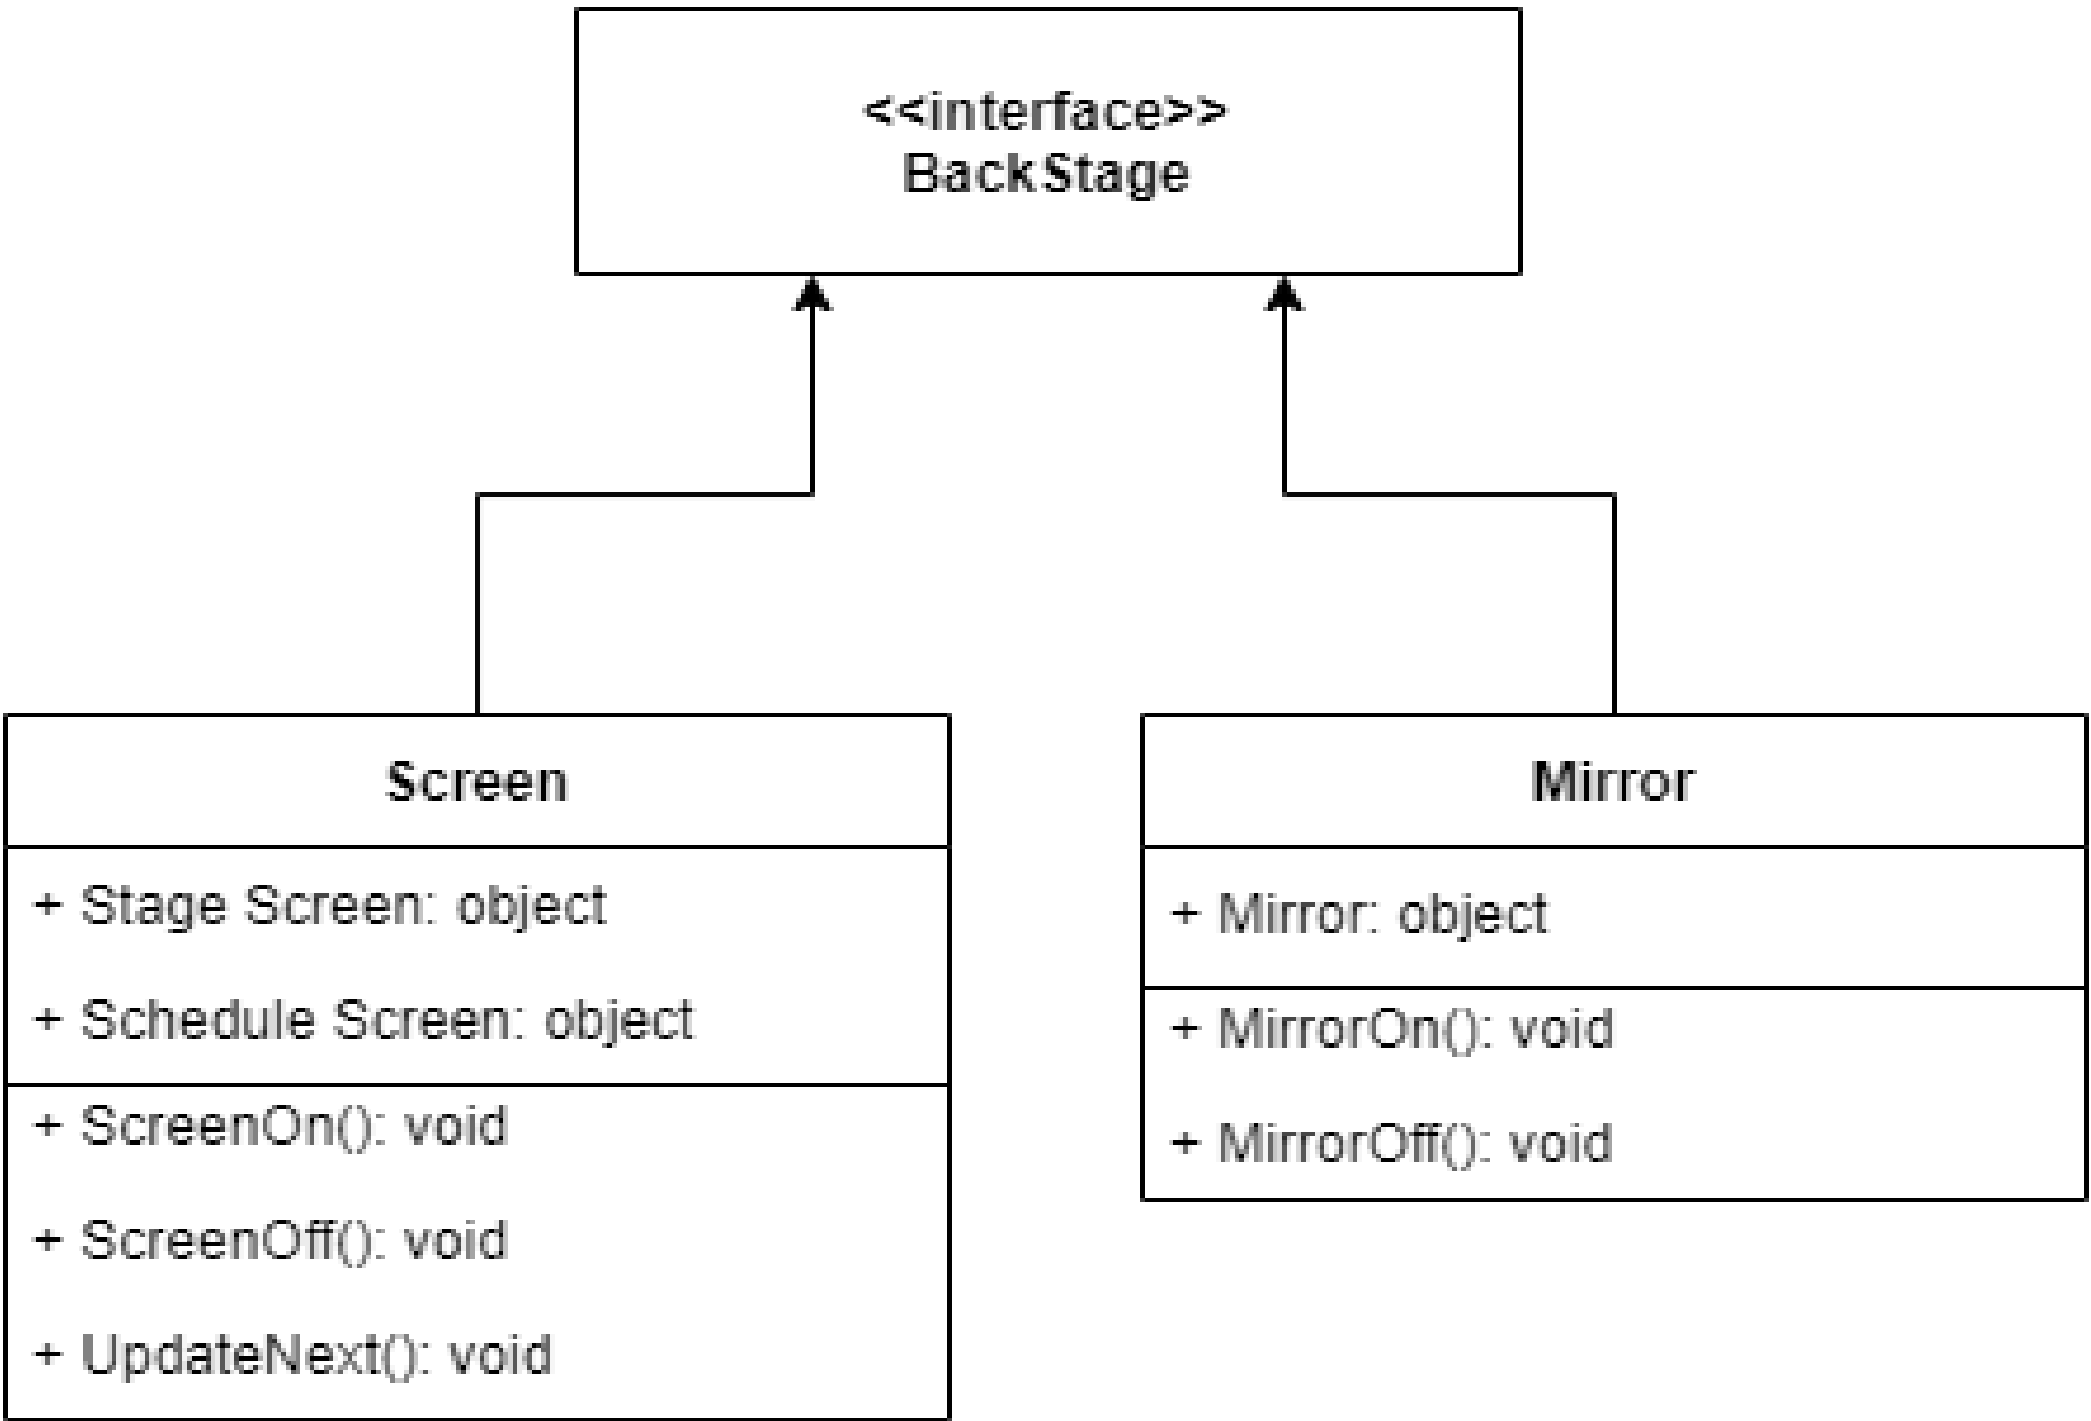 <<interface>>
BackStage
Screen
+ Stage Screen: object
+ Schedule Screen: object
+ ScreenOn(): void
+ ScreenOff(): void
+ UpdateNext(): void
Mirror
+ Mirror: object
+ MirrorOn(): void
+ MirrorOff(): void